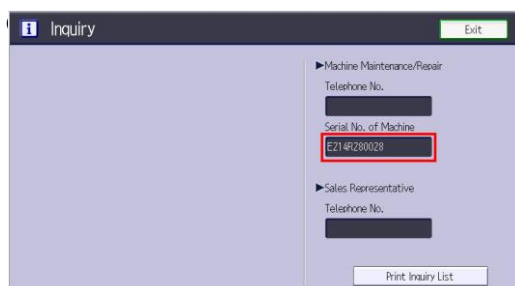 Inquiry
Exit
►Machine Maintenance/Repair
Telephone No.
Serial No. of Machine
E214R280028
►Sales Representative
Telephone No.
Print Inquiry List